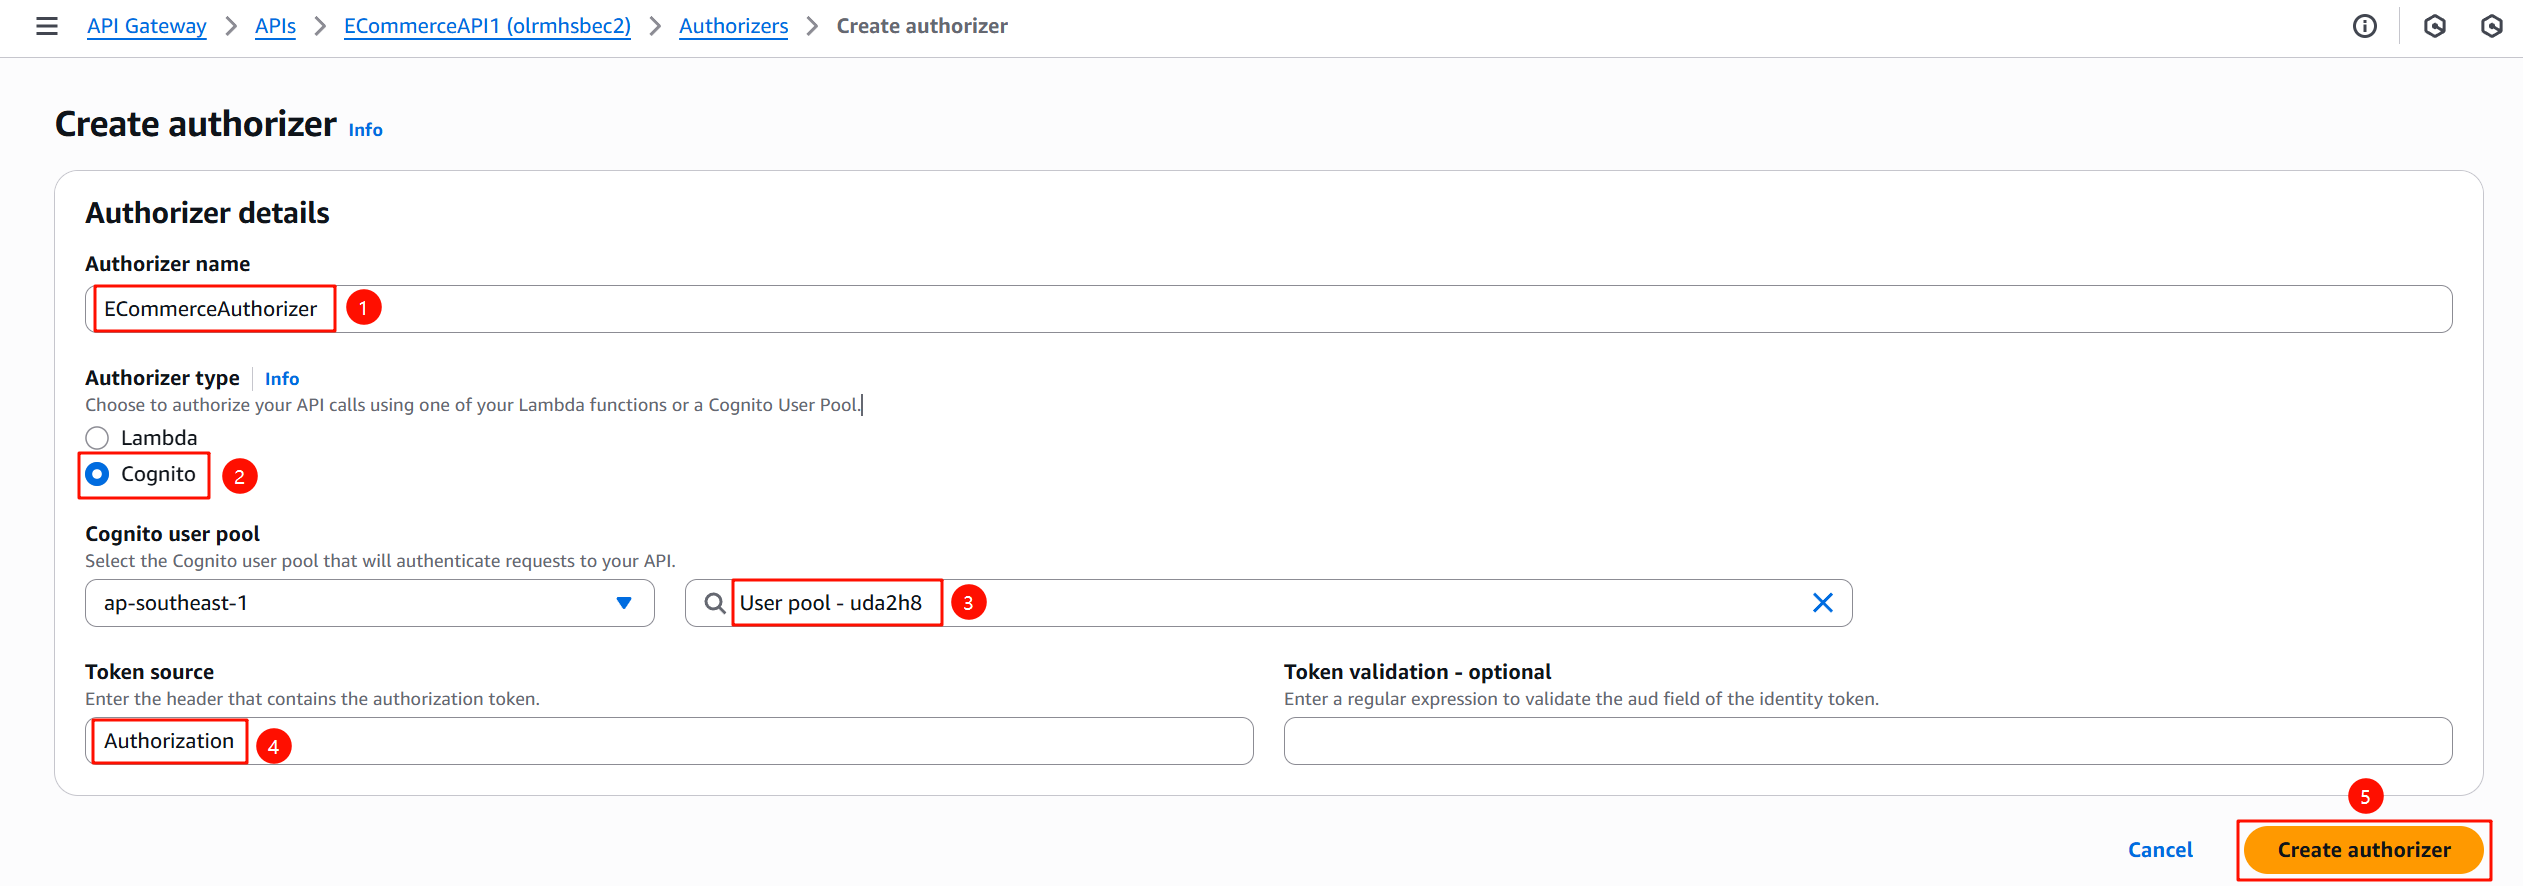 API Gateway > APIs > ECommerceAPI1 (olrmhsbec2) > Authorizers > Create authorizer
Create authorizer Info
Authorizer details
Authorizer name
ECommerceAuthorizer 1
Authorizer type Info
Choose to authorize your API calls using one of your Lambda functions or a Cognito User Pool.
Lambda
Cognito 2
Cognito user pool
Select the Cognito user pool that will authenticate requests to your API.
ap-southeast-1 User pool - uda2h8 3
Token source
Enter the header that contains the authorization token.
Authorization 4
Token validation - optional
Enter a regular expression to validate the aud field of the identity token.
5
Cancel Create authorizer